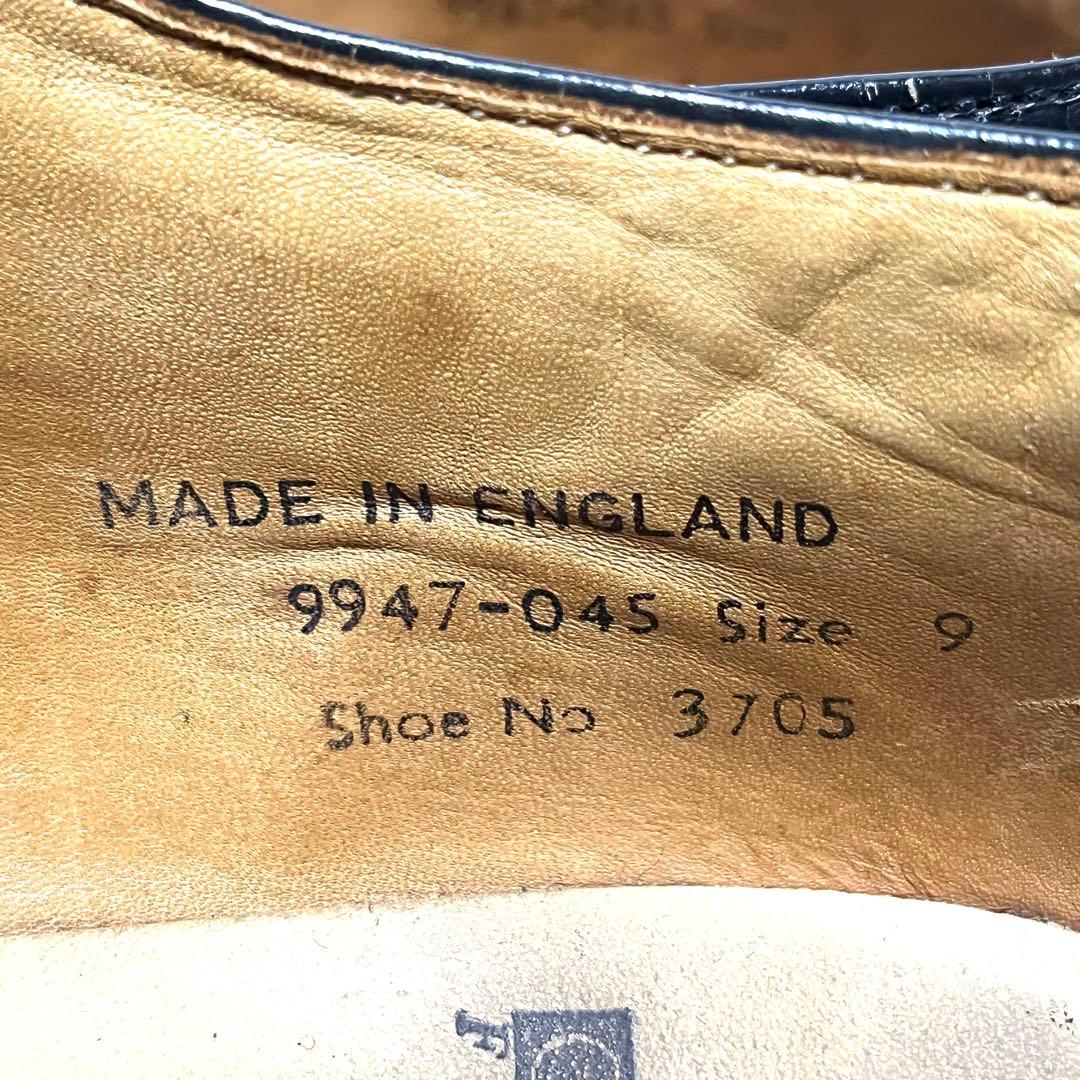 MADE IN ENGLAND
9947-045 Size 9
Shoe No 3705